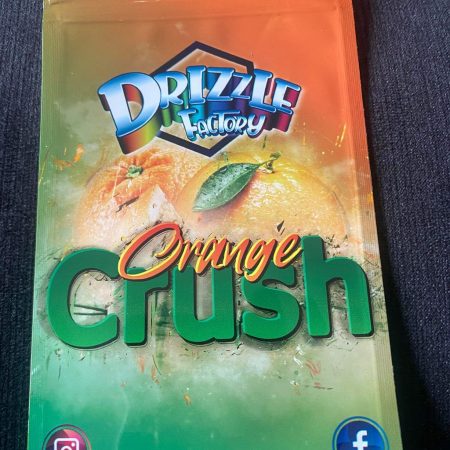 DRIZZLE
FACTORY
Orange
Crush
f